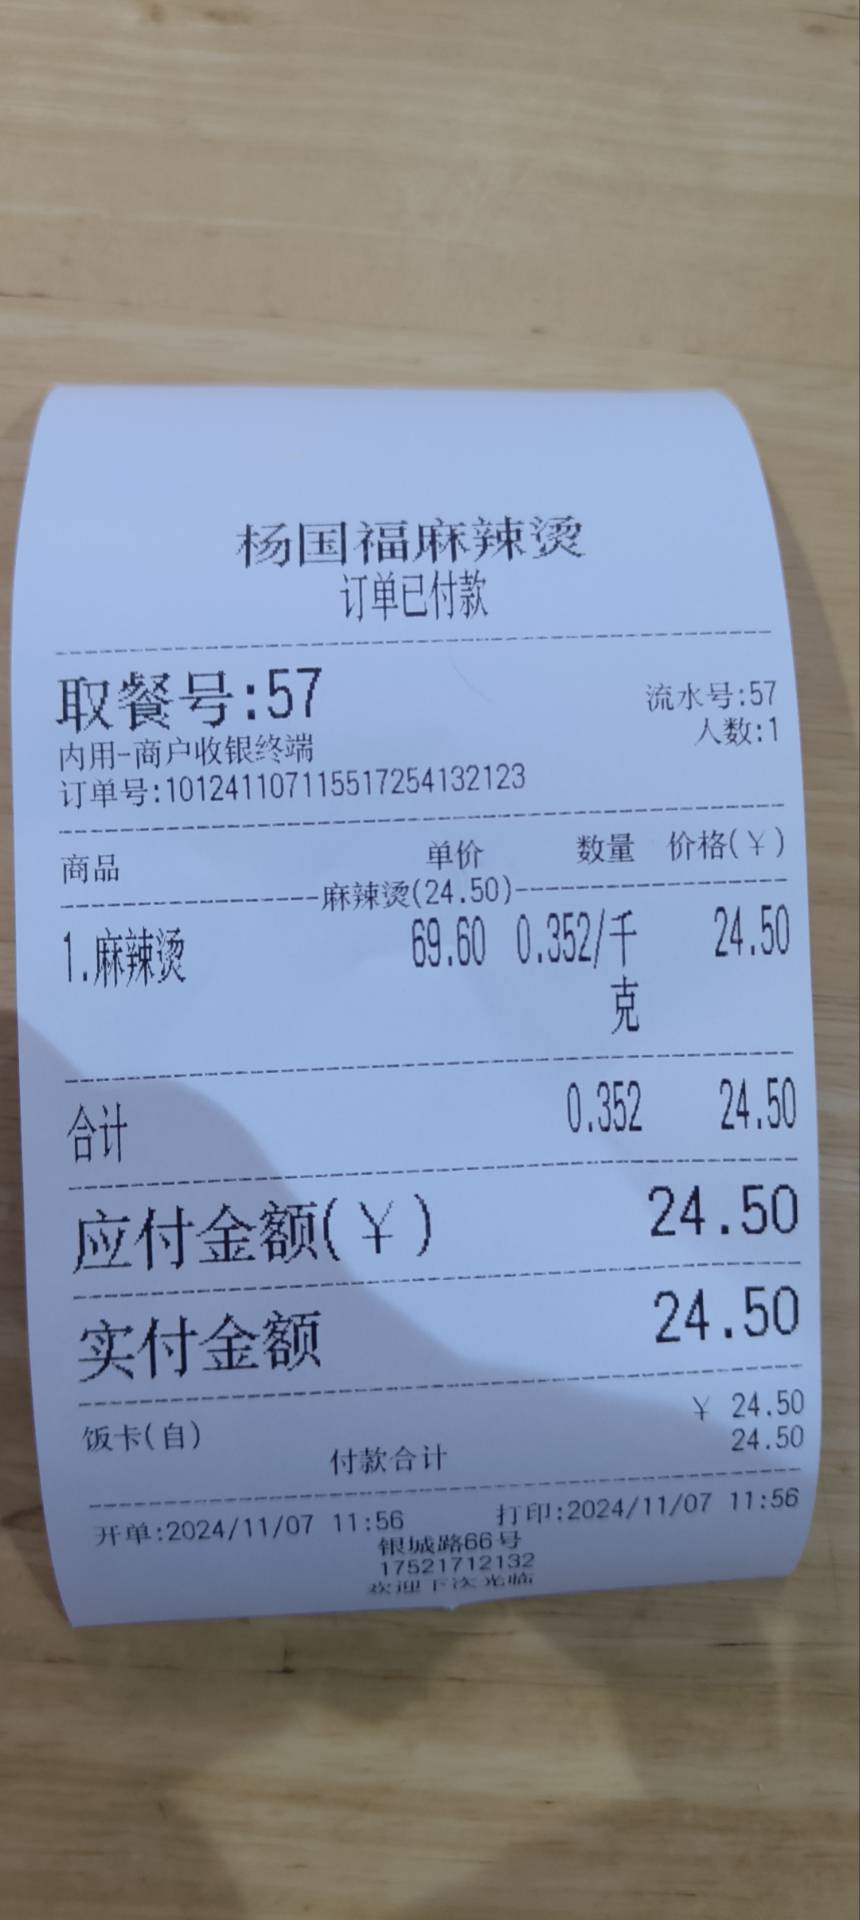 杨国福麻辣烫
订单已付款
取餐号:57 流水号:57
内用-商户收银终端 人数:1
订单号:101241107115517254132123
商品 单价 数量 价格(¥)
麻辣烫(24.50)
1.麻辣烫 69.60 0.352/千克 24.50
合计 0.352 24.50
应付金额(¥) 24.50
实付金额 24.50
饭卡(自) ¥ 24.50
付款合计 24.50
开单:2024/11/07 11:56 打印:2024/11/07 11:56
银城路66号
17521712132
欢迎下次光临